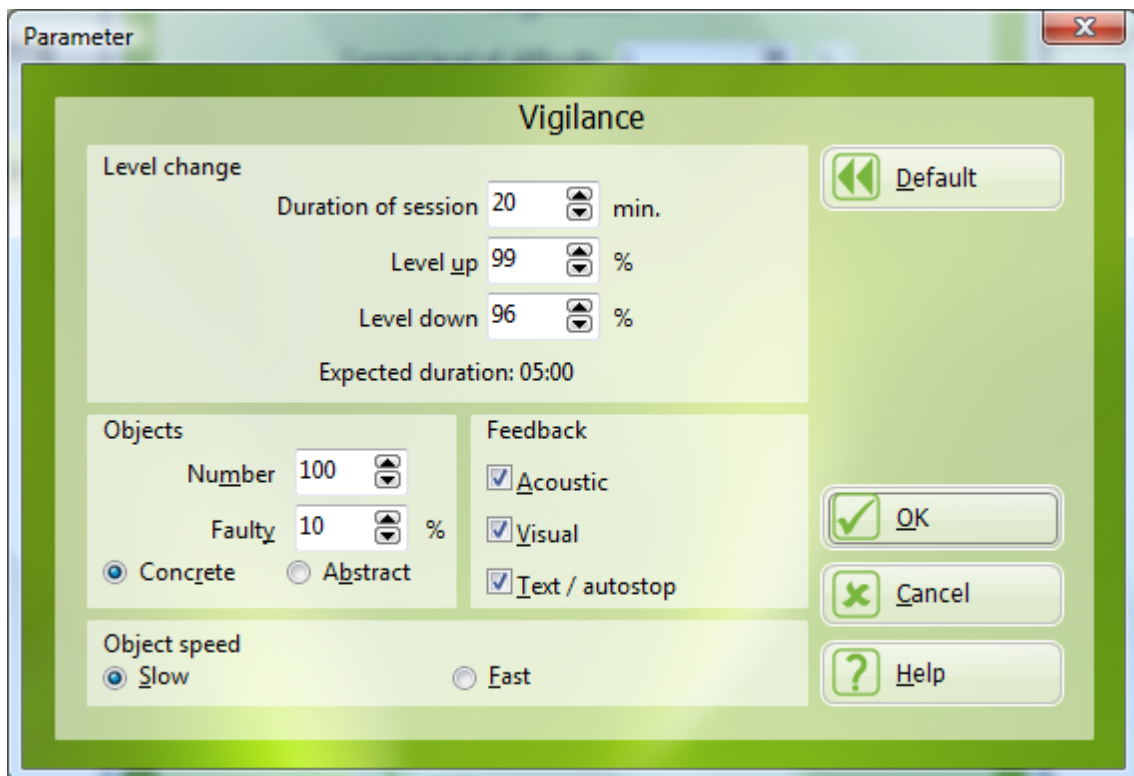 Parameter
Vigilance
Level change
Duration of session 20 min.
Level up 99 %
Level down 96 %
Expected duration: 05:00
Default
Objects
Number 100
Faulty 10 %
Concrete Abstract
Feedback
Acoustic
Visual
Text / autostop
Object speed
Slow Fast
OK
Cancel
Help